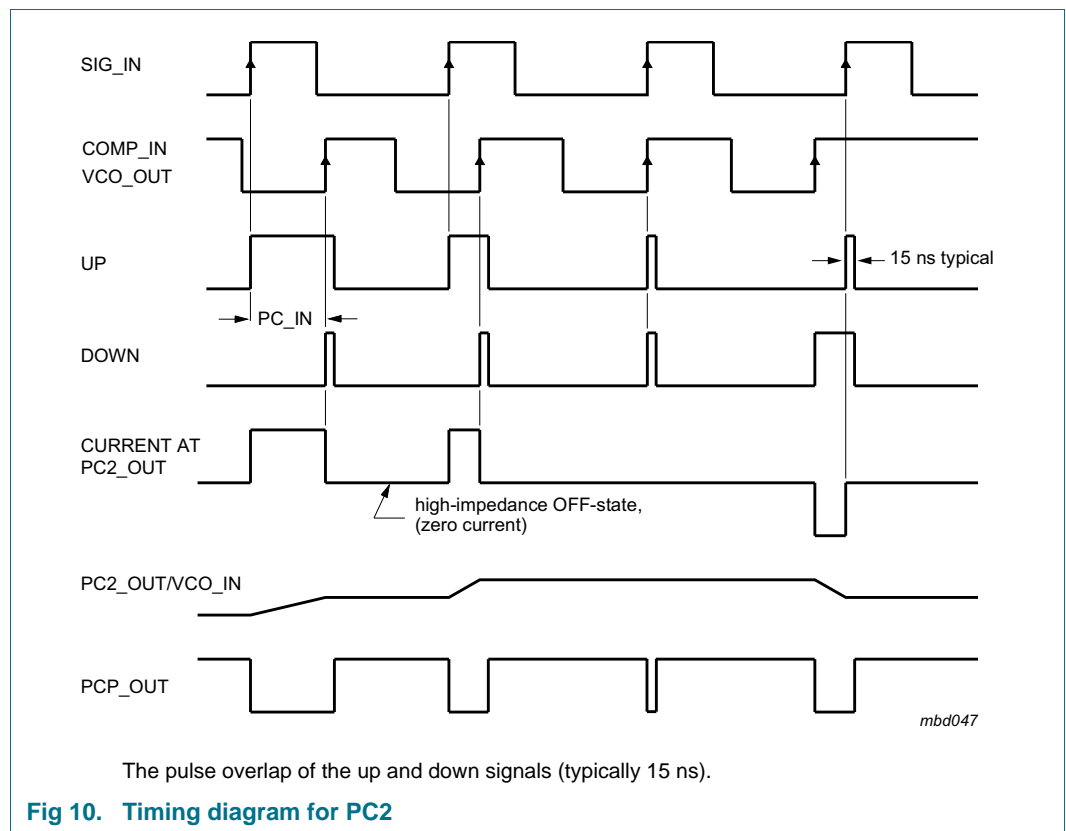 SIG_IN
COMP_IN
VCO_OUT
UP
15 ns typical
PC_IN
DOWN
CURRENT AT
PC2_OUT
high-impedance OFF-state,
(zero current)
PC2_OUT/VCO_IN
PCP_OUT
mbd047
The pulse overlap of the up and down signals (typically 15 ns).
Fig 10. Timing diagram for PC2